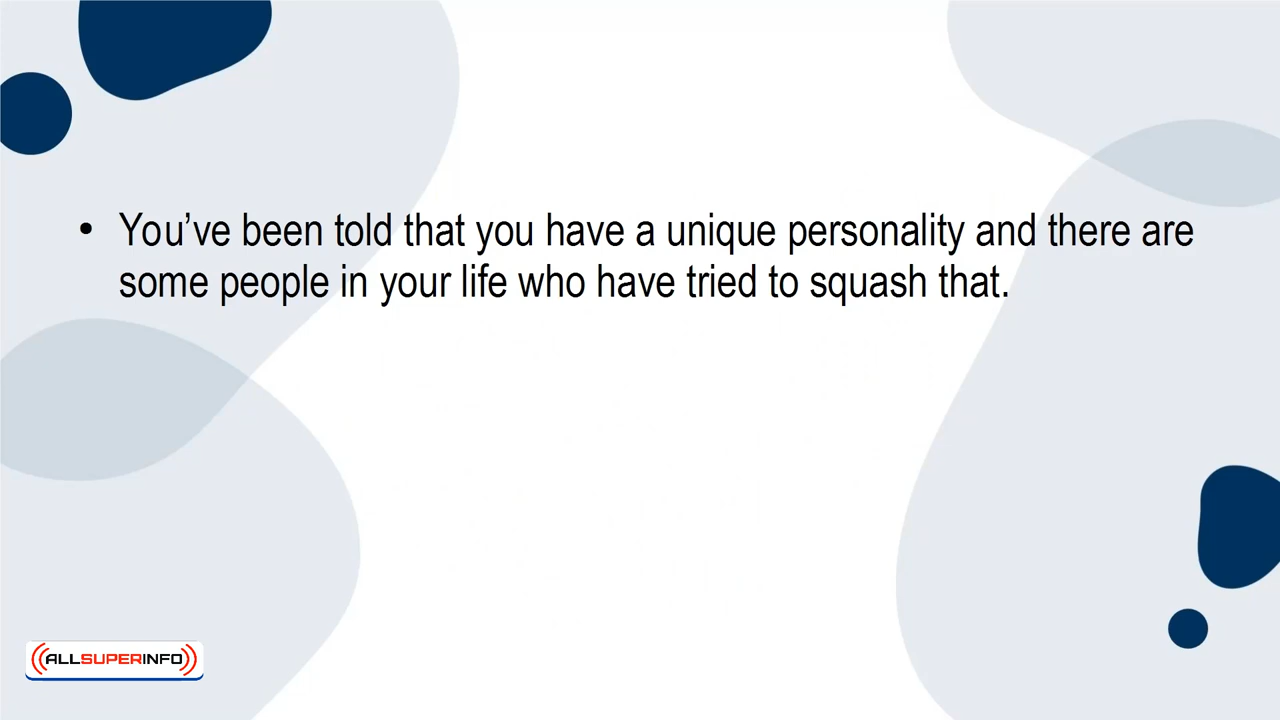 • You’ve been told that you have a unique personality and there are
some people in your life who have tried to squash that.
ALLSUPERINFO